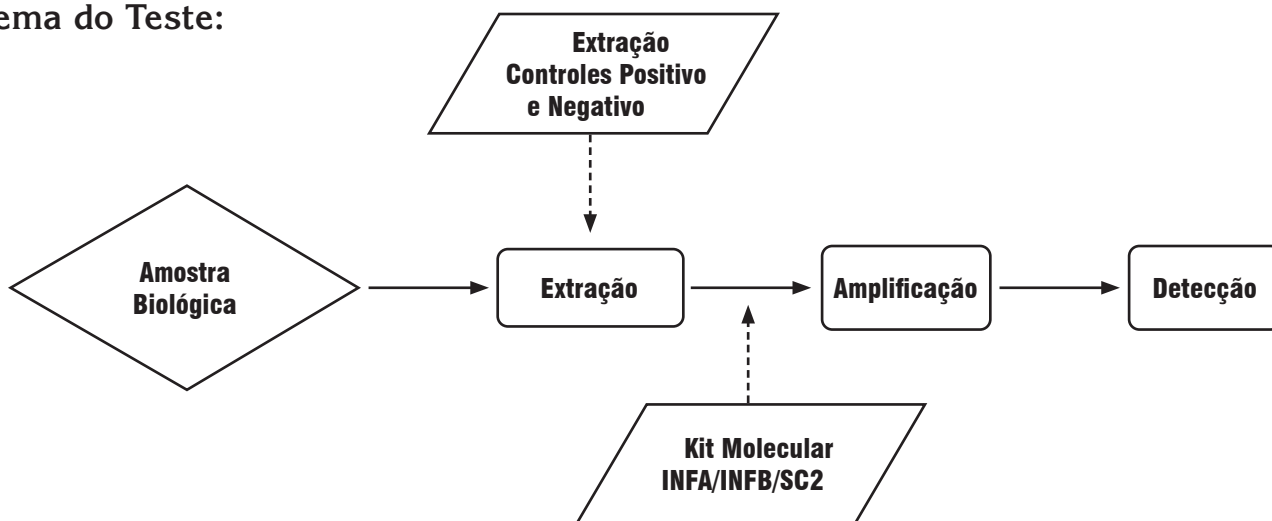 ema do Teste:
Extração
Controles Positivo
e Negativo
Amostra
Biológica
Extração
Amplificação
Detecção
Kit Molecular
INFA/INFB/SC2